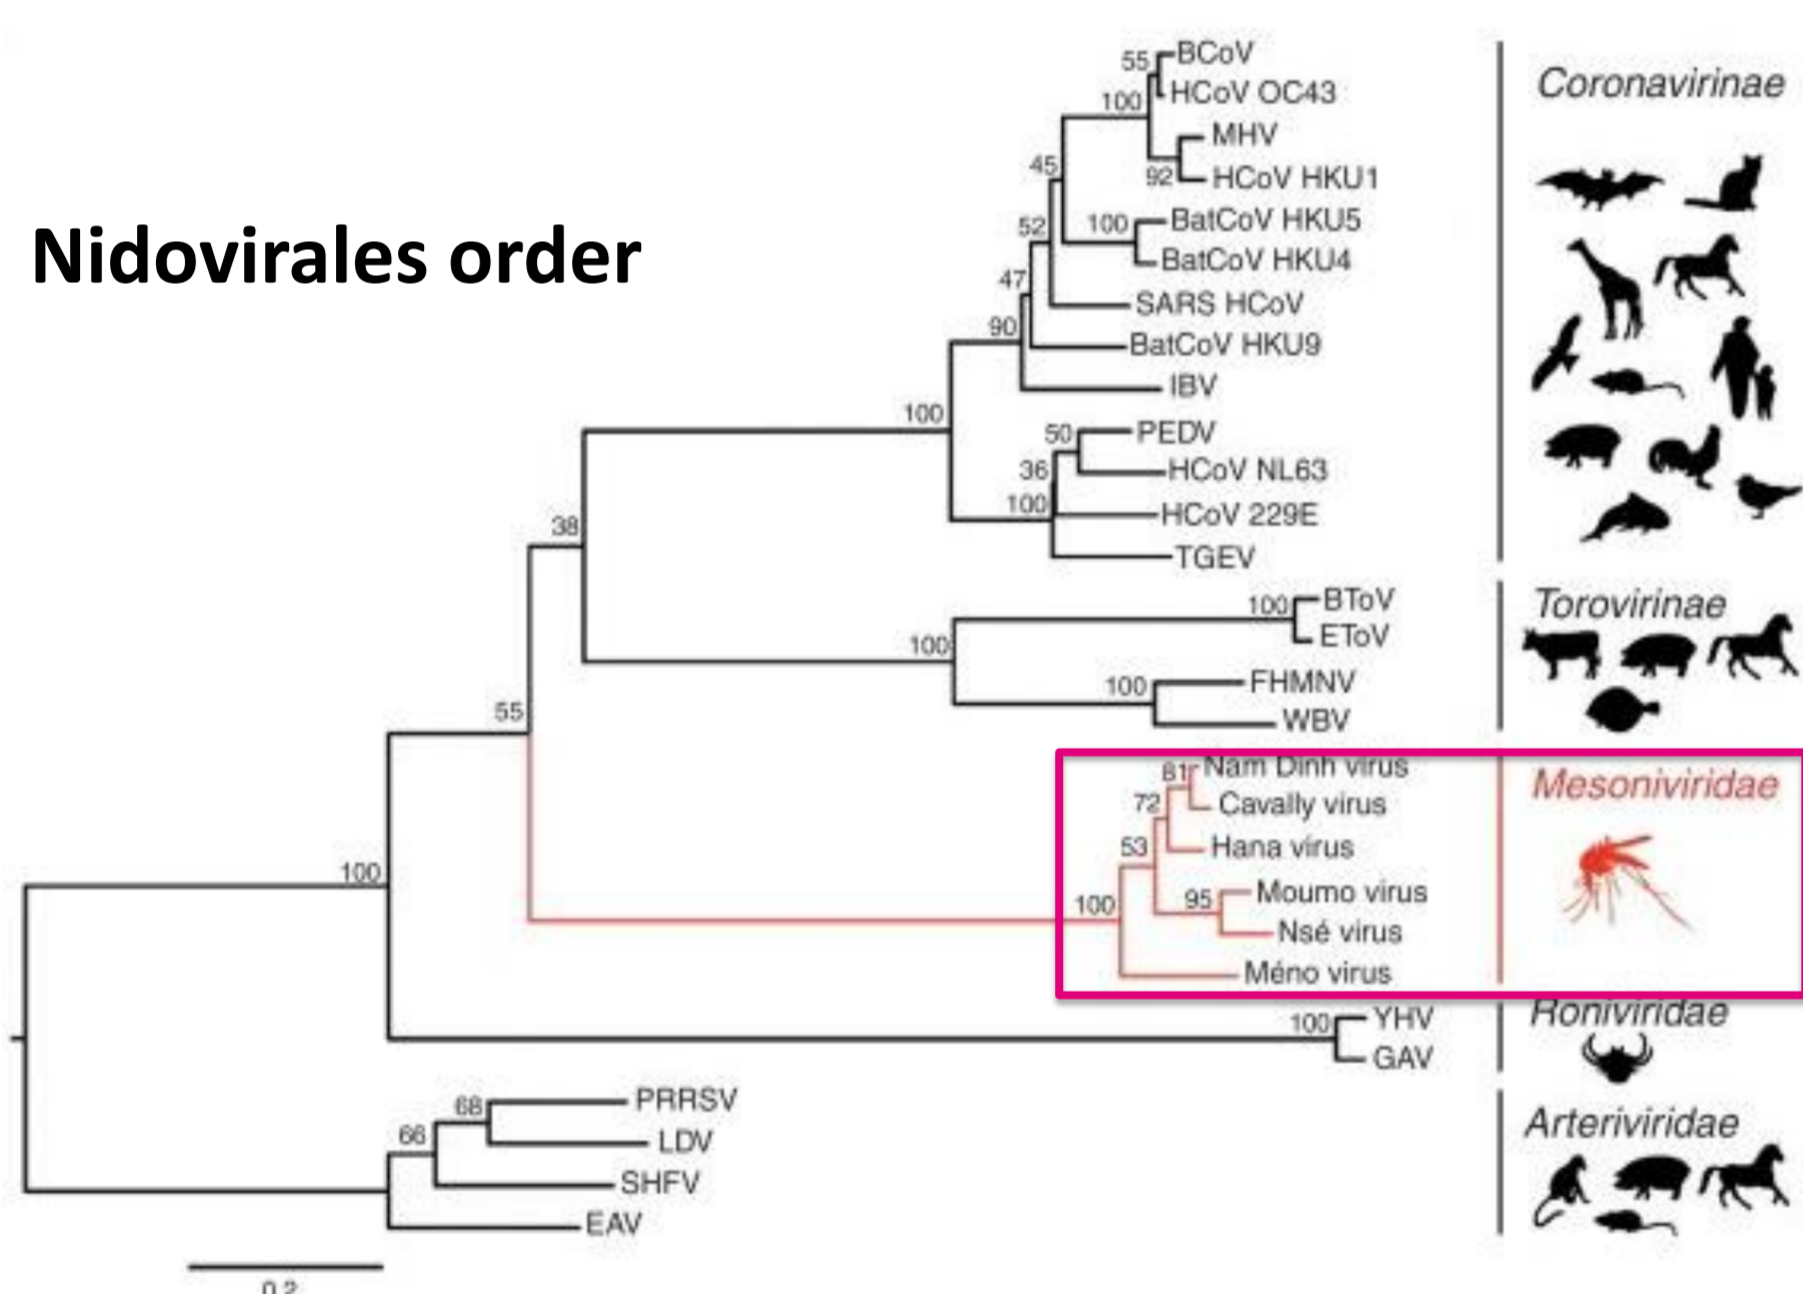 Nidovirales order
55
BCoV
HCoV OC43
100
MHV
92
HCoV HKU1
45
100
BatCoV HKU5
BatCoV HKU4
52
SARS HCoV
47
BatCoV HKU9
90
IBV
100
50
PEDV
36
HCoV NL63
100
HCoV 229E
TGEV
38
100
BToV
EToV
100
100
FHMNV
WBV
55
81
Nam Dinh virus
72
Cavally virus
53
Hana virus
95
Moumo virus
100
Nsé virus
Méno virus
100
100
YHV
GAV
68
PRRSV
66
LDV
SHFV
EAV
0.2
Coronavirinae
Torovirinae
Mesoniviridae
Roniviridae
Arteriviridae